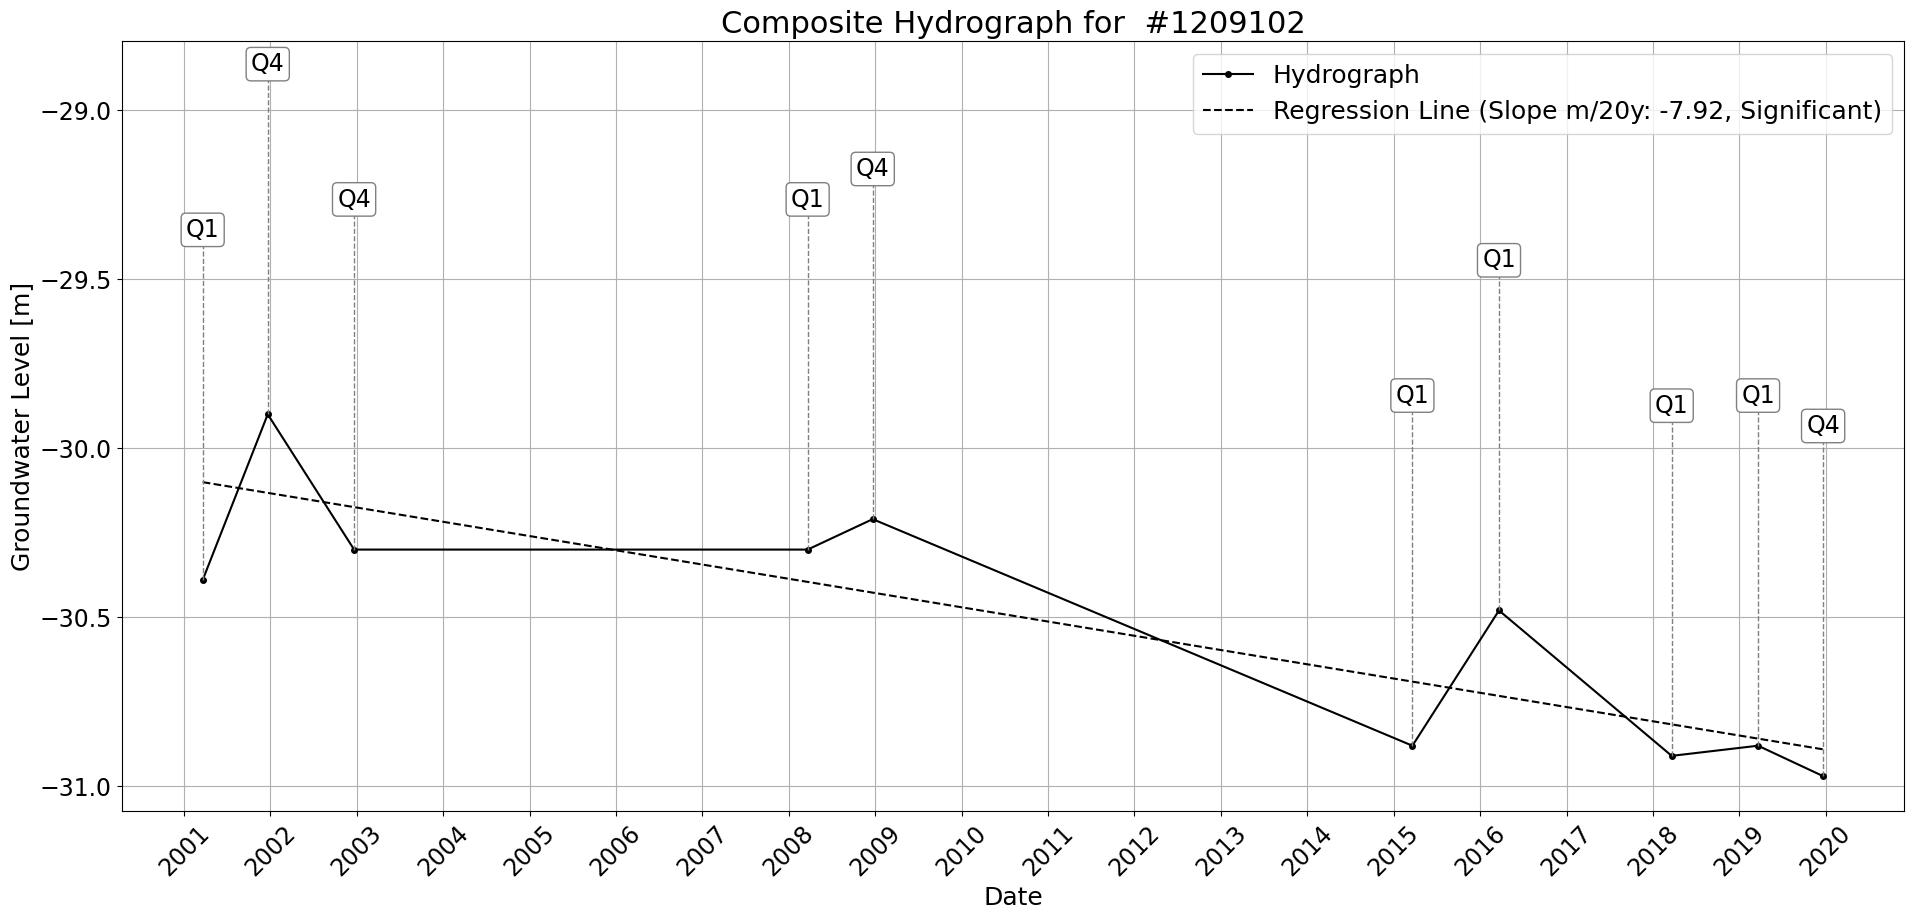 Composite Hydrograph for  #1209102
Hydrograph
Regression Line (Slope m/20y: -7.92, Significant)
Q4
Q1
Q4
Q1
Q4
Q1
Q1
Q1
Q1
Q4
Groundwater Level [m]
−29.0
−29.5
−30.0
−30.5
−31.0
2001
2002
2003
2004
2005
2006
2007
2008
2009
2010
2011
2012
2013
2014
2015
2016
2017
2018
2019
2020
Date